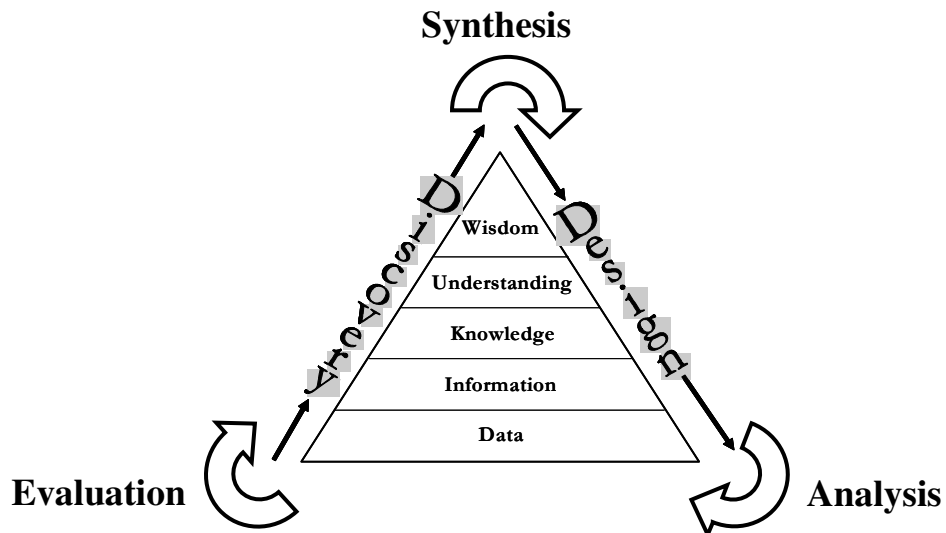 Synthesis
Discovery
Design
Wisdom
Understanding
Knowledge
Information
Data
Evaluation
Analysis